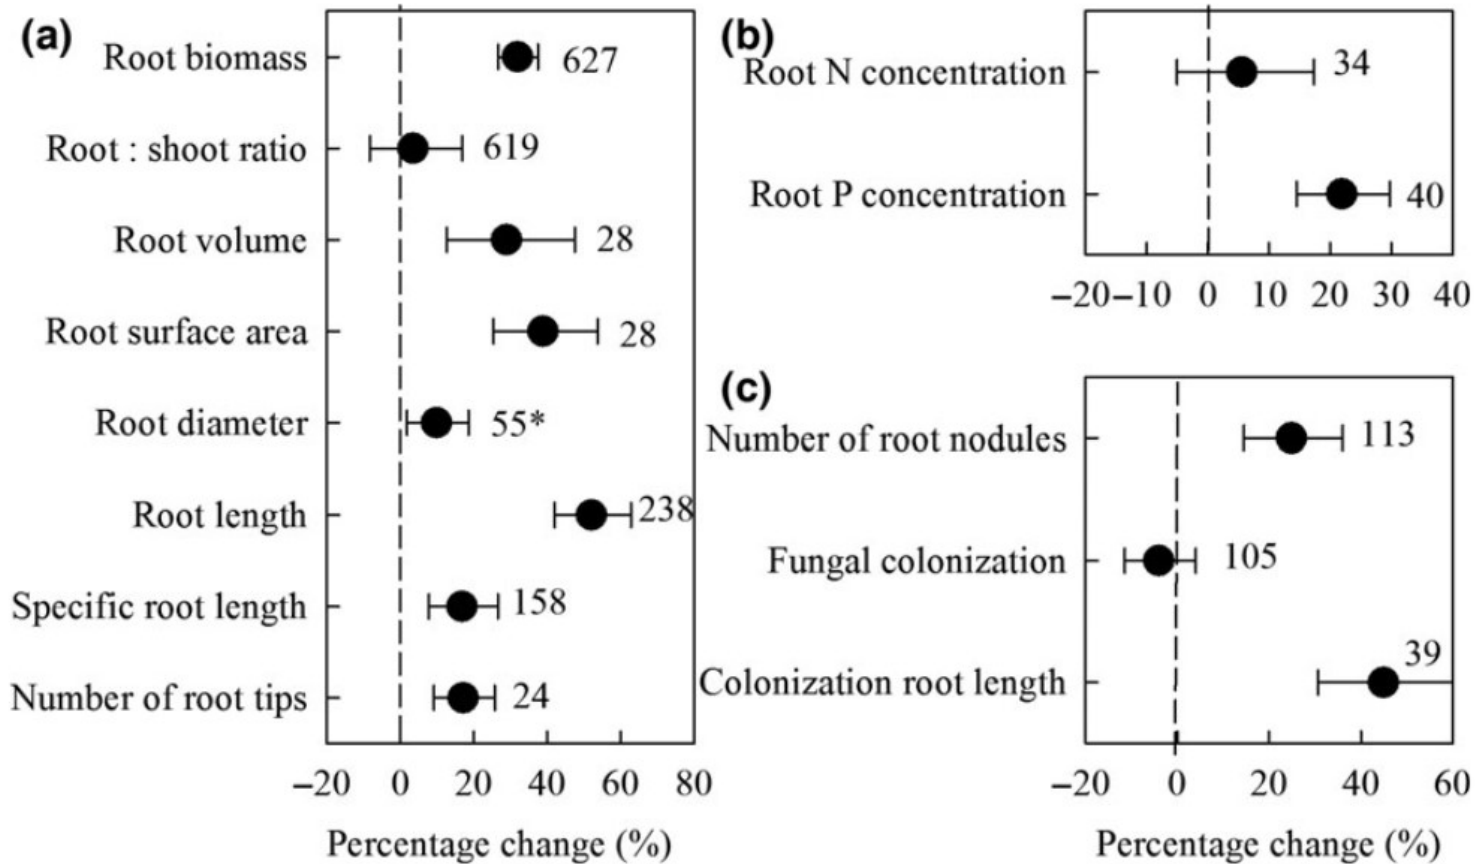 (a)
Root biomass 627
Root : shoot ratio 619
Root volume 28
Root surface area 28
Root diameter 55*
Root length 238
Specific root length 158
Number of root tips 24
−20 0 20 40 60 80
Percentage change (%)
(b)
Root N concentration 34
Root P concentration 40
−20 −10 0 10 20 30 40
(c)
Number of root nodules 113
Fungal colonization 105
Colonization root length 39
−20 0 20 40 60
Percentage change (%)